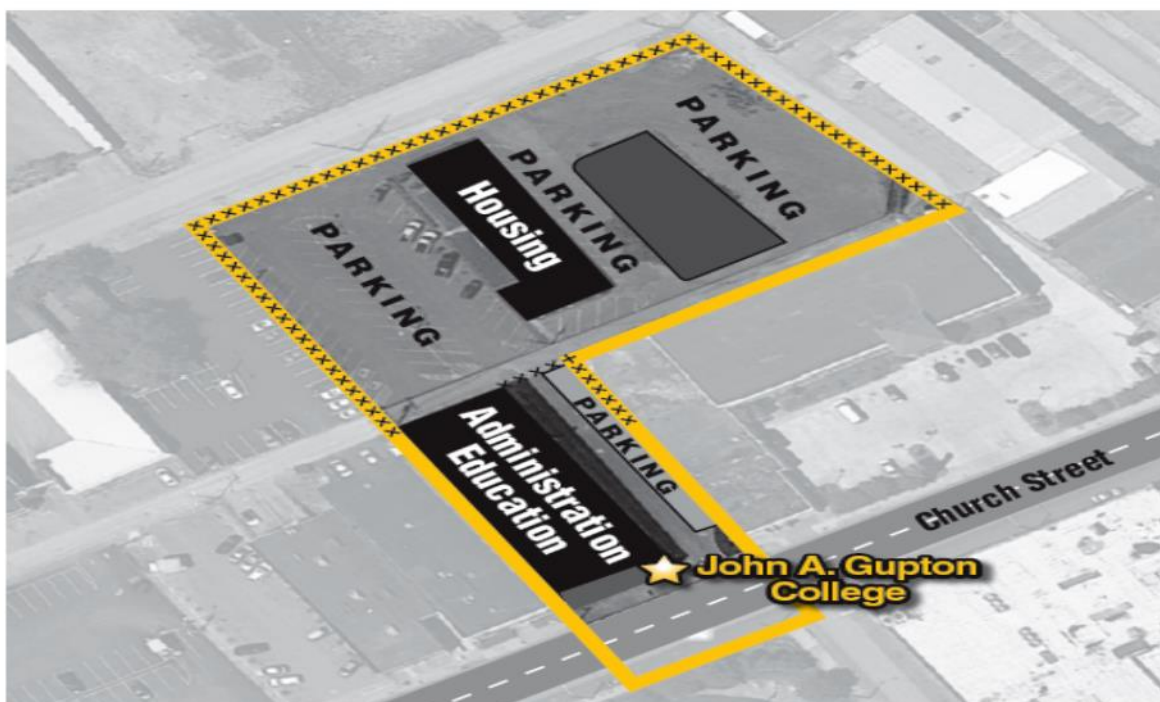 PARKING
PARKING
Housing
PARKING
Administration
Education
PARKING
Church Street
John A. Gupton
College